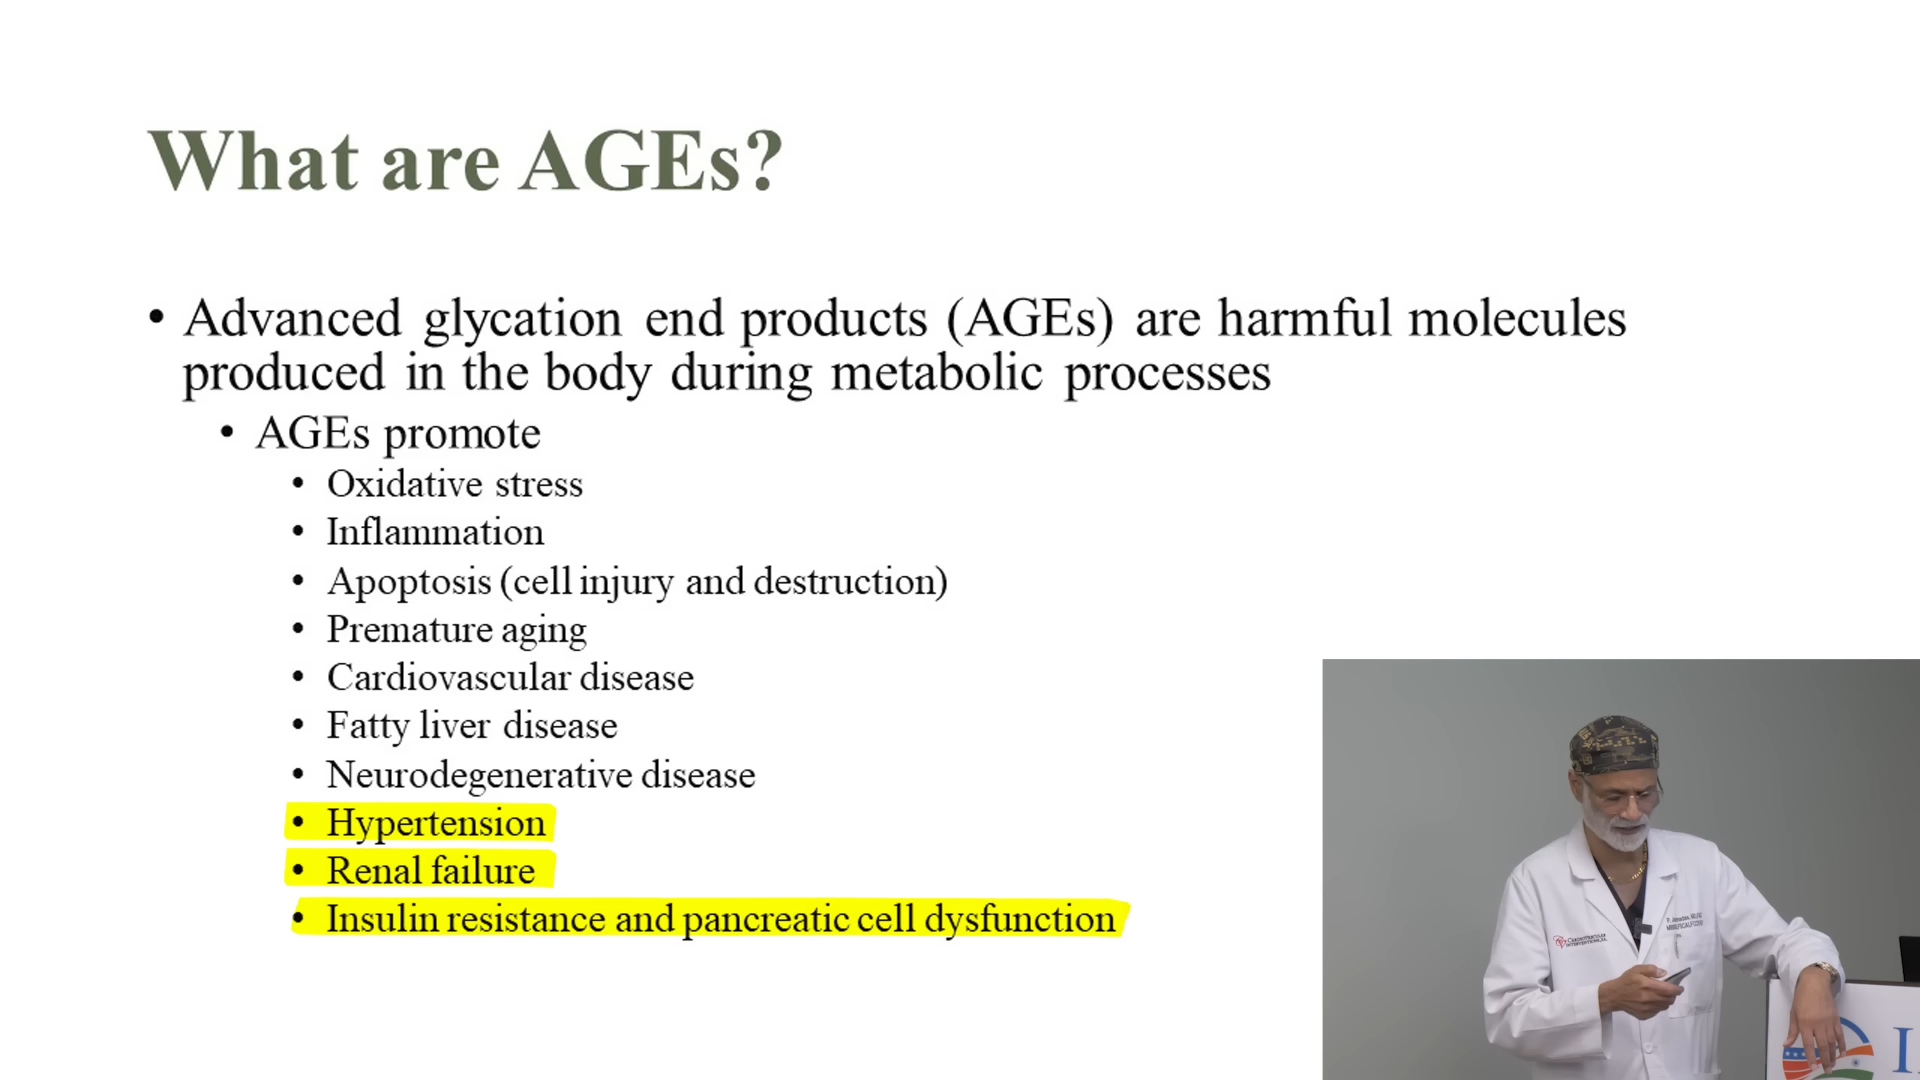 What are AGEs?
• Advanced glycation end products (AGEs) are harmful molecules
produced in the body during metabolic processes
• AGEs promote
• Oxidative stress
• Inflammation
• Apoptosis (cell injury and destruction)
• Premature aging
• Cardiovascular disease
• Fatty liver disease
• Neurodegenerative disease
• Hypertension
• Renal failure
• Insulin resistance and pancreatic cell dysfunction
CARDIOVASCULAR
INTERVENTIONS, P.A.